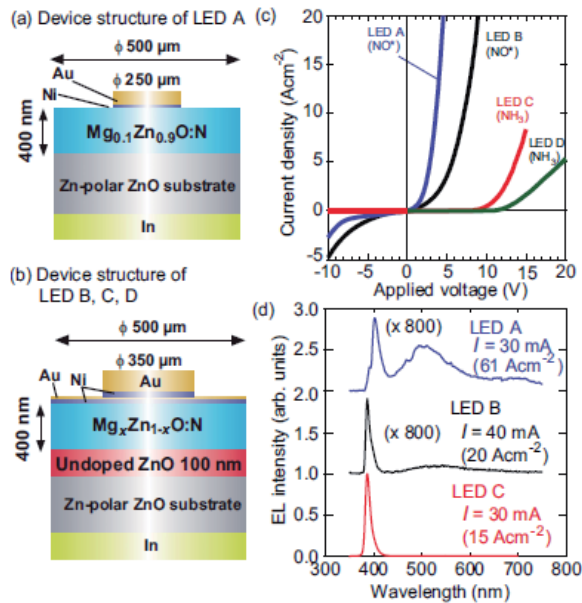 (a) Device structure of LED A
ϕ 500 μm
ϕ 250 μm
Au
Ni
400 nm
Mg0.1Zn0.9O:N
Zn-polar ZnO substrate
In
(b) Device structure of
LED B, C, D
ϕ 500 μm
ϕ 350 μm
Au
Ni
Au
400 nm
MgxZn1-xO:N
Undoped ZnO 100 nm
Zn-polar ZnO substrate
In
(c)
Current density (Acm-2)
20
15
10
5
0
-5
LED A
(NO*)
LED B
(NO*)
LED C
(NH3)
LED D
(NH3)
-10 -5 0 5 10 15 20
Applied voltage (V)
(d)
EL intensity (arb. units)
3.0
2.5
2.0
1.5
1.0
0.5
0.0
(x 800)
LED A
I = 30 mA
(61 Acm-2)
(x 800)
LED B
I = 40 mA
(20 Acm-2)
LED C
I = 30 mA
(15 Acm-2)
300 400 500 600 700 800
Wavelength (nm)